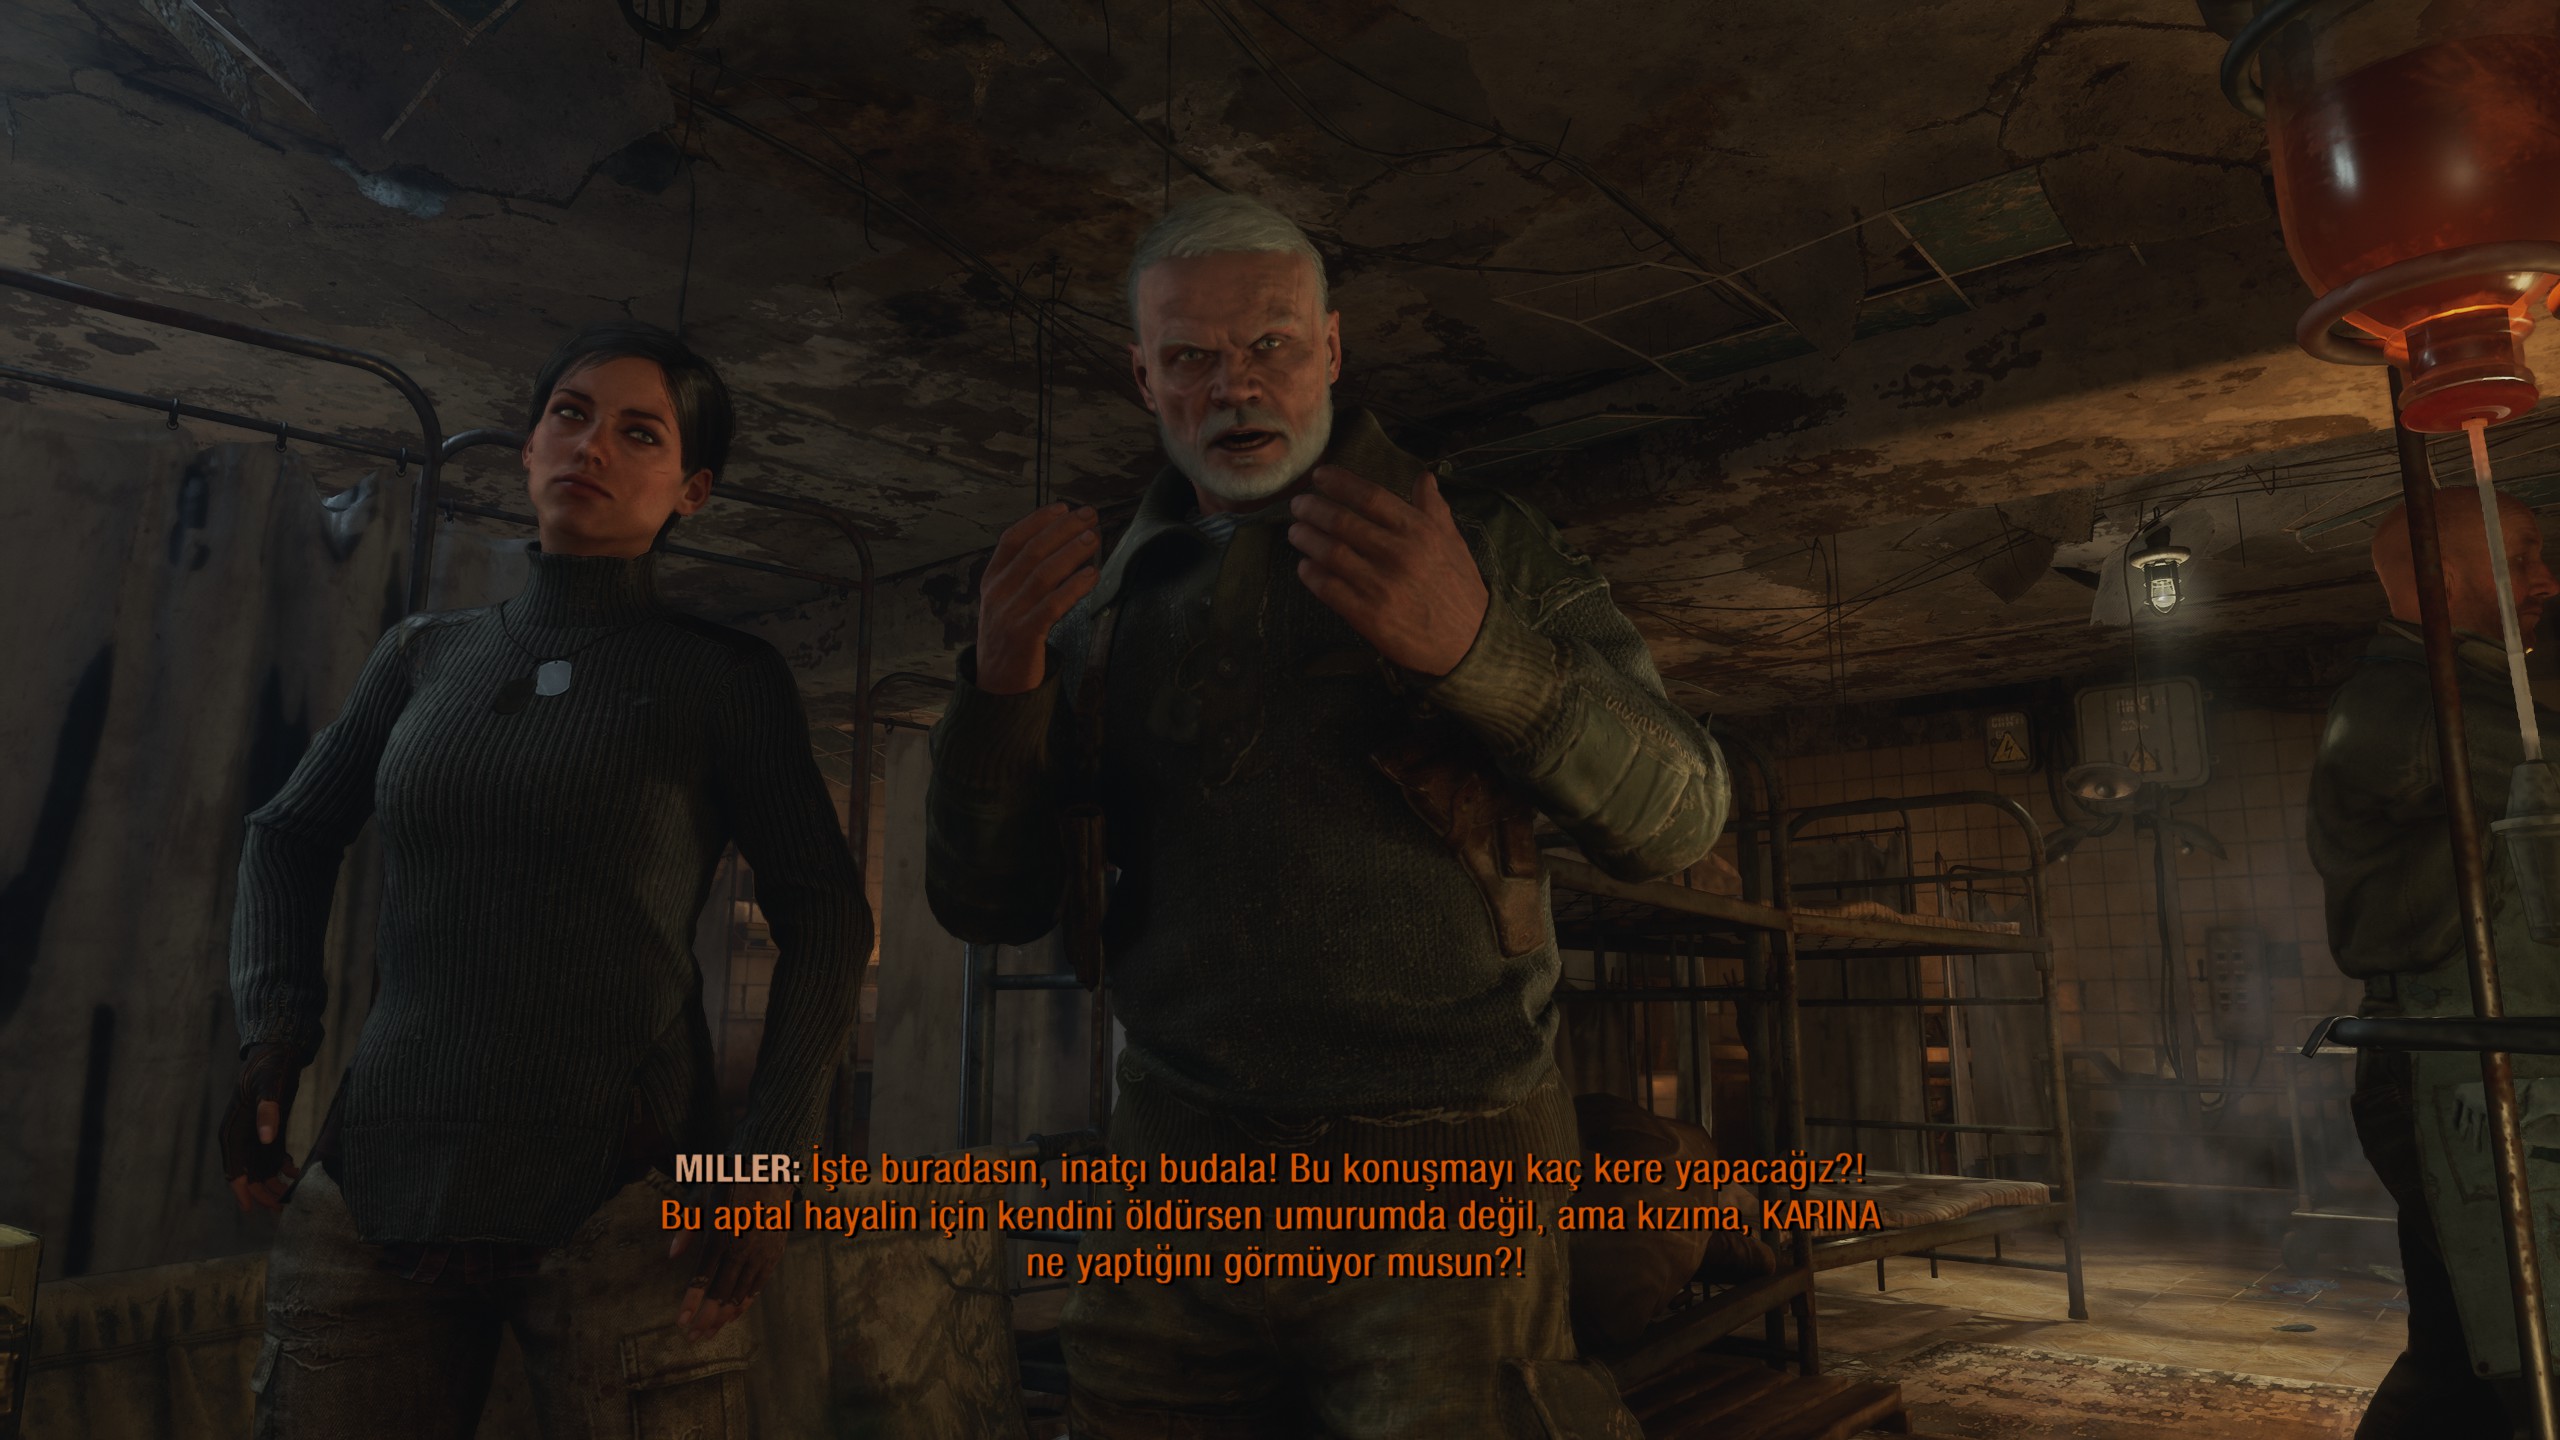 MILLER: İşte buradasın, inatçı budala! Bu konuşmayı kaç kere yapacağız?!
Bu aptal hayalin için kendini öldürsen umurumda değil, ama kızıma, KARINA
ne yaptığını görmüyor musun?!